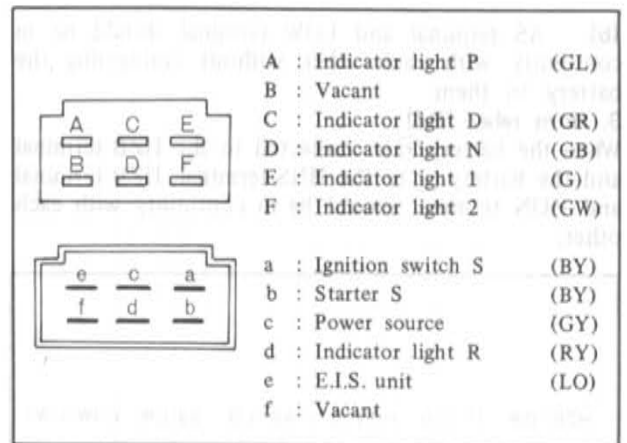 A : Indicator light P (GL)
B : Vacant
C : Indicator light D (GR)
D : Indicator light N (GB)
E : Indicator light 1 (G)
F : Indicator light 2 (GW)
A C E
B D F
a : Ignition switch S (BY)
b : Starter S (BY)
c : Power source (GY)
d : Indicator light R (RY)
e : E.I.S. unit (LO)
f : Vacant
e c a
f d b